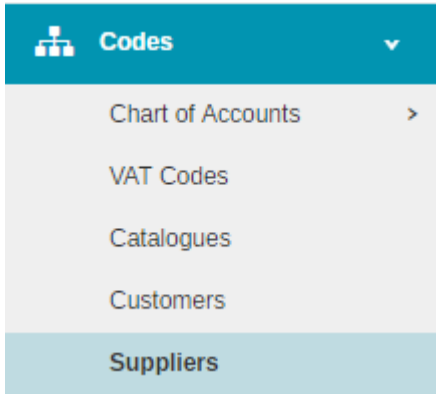 Codes
Chart of Accounts
VAT Codes
Catalogues
Customers
Suppliers